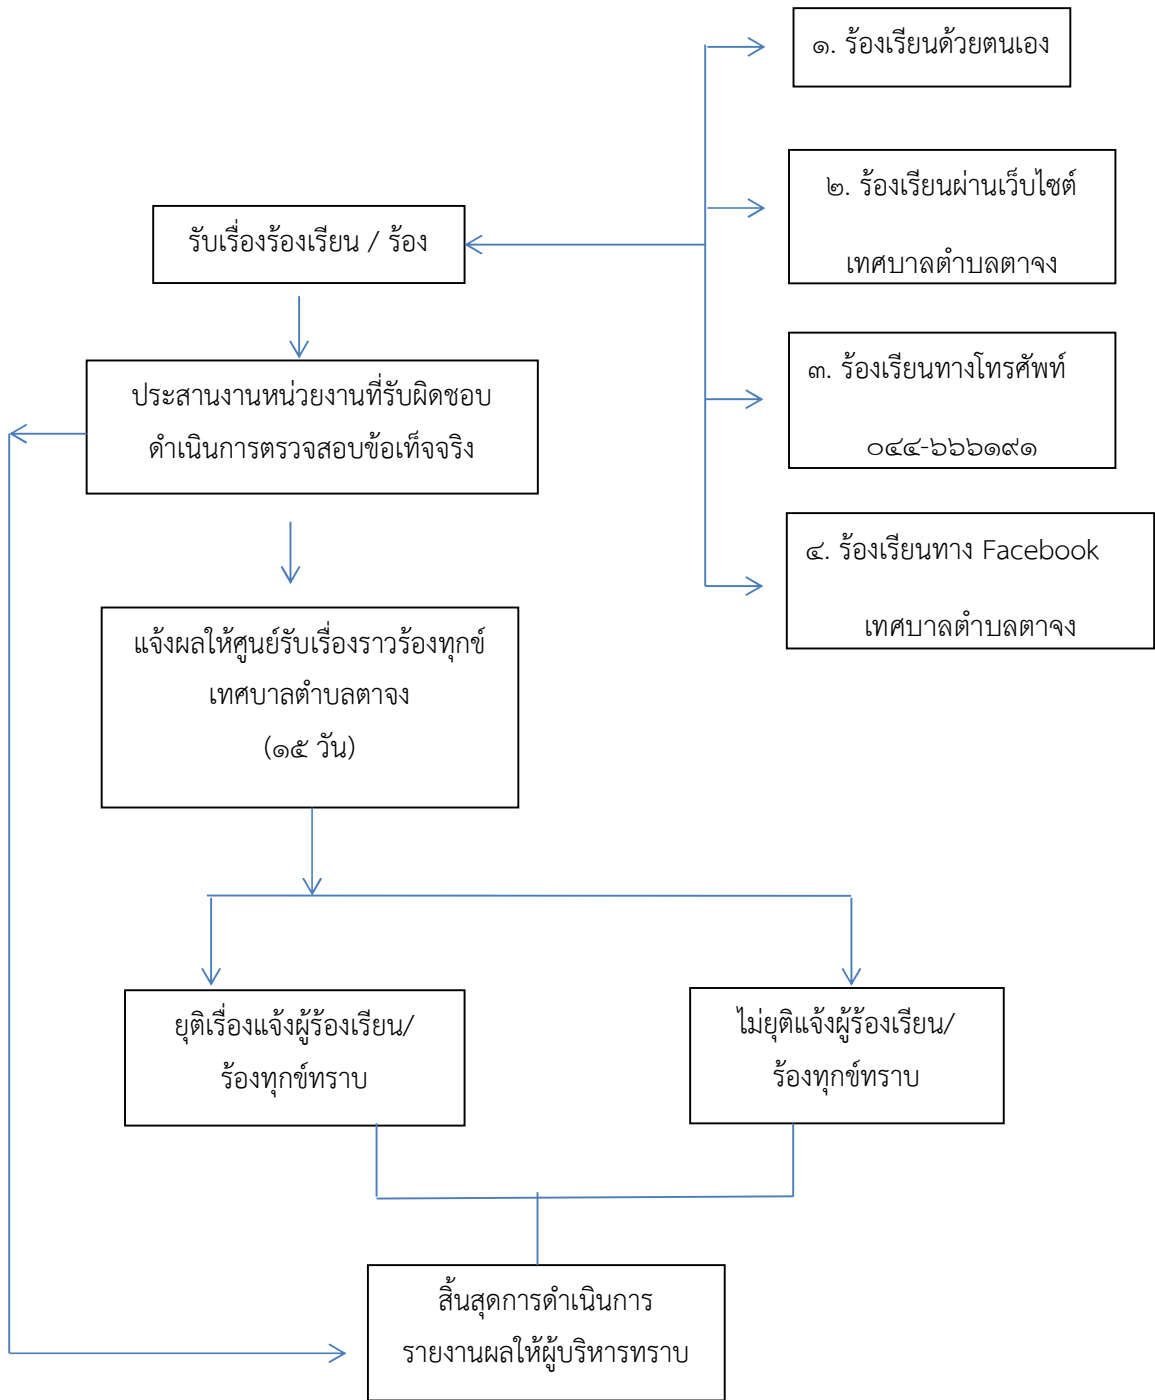 ๑. ร้องเรียนด้วยตนเอง
๒. ร้องเรียนผ่านเว็บไซต์
เทศบาลตำบลตาจง
รับเรื่องร้องเรียน / ร้อง
๓. ร้องเรียนทางโทรศัพท์
๐๔๔-๖๖๖๑๙๑
ประสานงานหน่วยงานที่รับผิดชอบ
ดำเนินการตรวจสอบข้อเท็จจริง
๔. ร้องเรียนทาง Facebook
เทศบาลตำบลตาจง
แจ้งผลให้ศูนย์รับเรื่องราวร้องทุกข์
เทศบาลตำบลตาจง
(๑๕ วัน)
ยุติเรื่องแจ้งผู้ร้องเรียน/
ร้องทุกข์ทราบ
ไม่ยุติแจ้งผู้ร้องเรียน/
ร้องทุกข์ทราบ
สิ้นสุดการดำเนินการ
รายงานผลให้ผู้บริหารทราบ